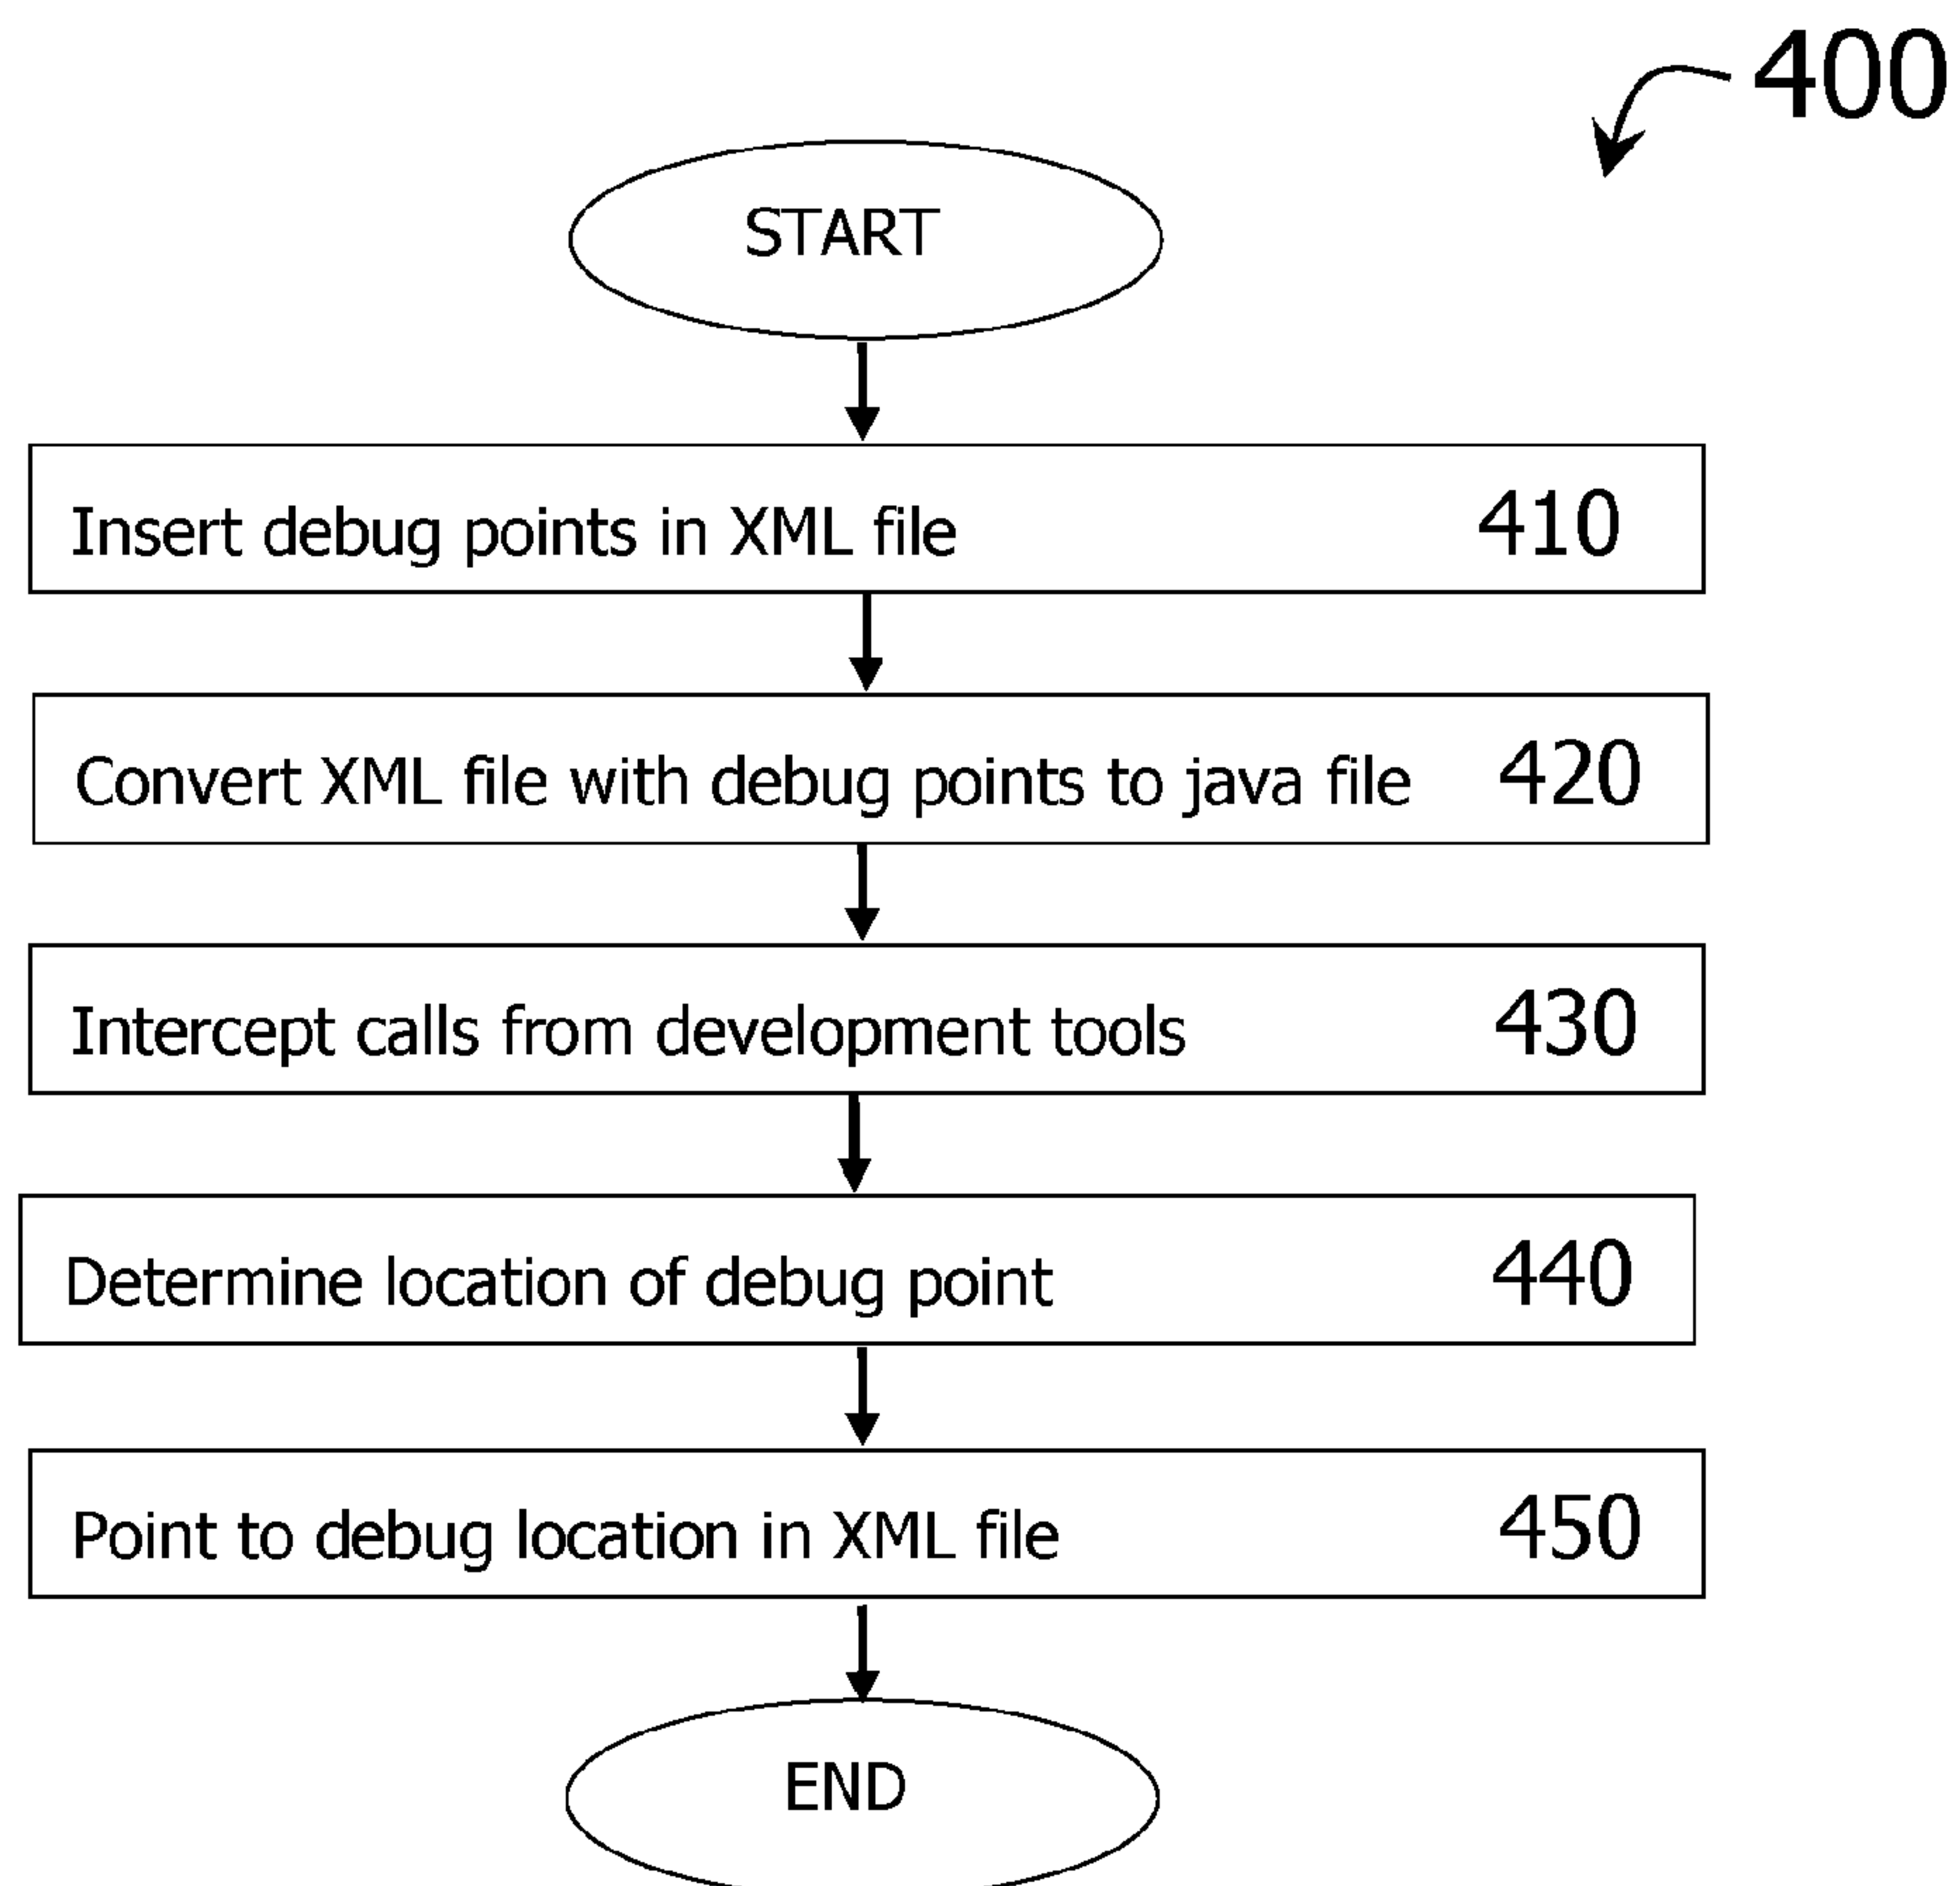 400
START
Insert debug points in XML file 410
Convert XML file with debug points to java file 420
Intercept calls from development tools 430
Determine location of debug point 440
Point to debug location in XML file 450
END